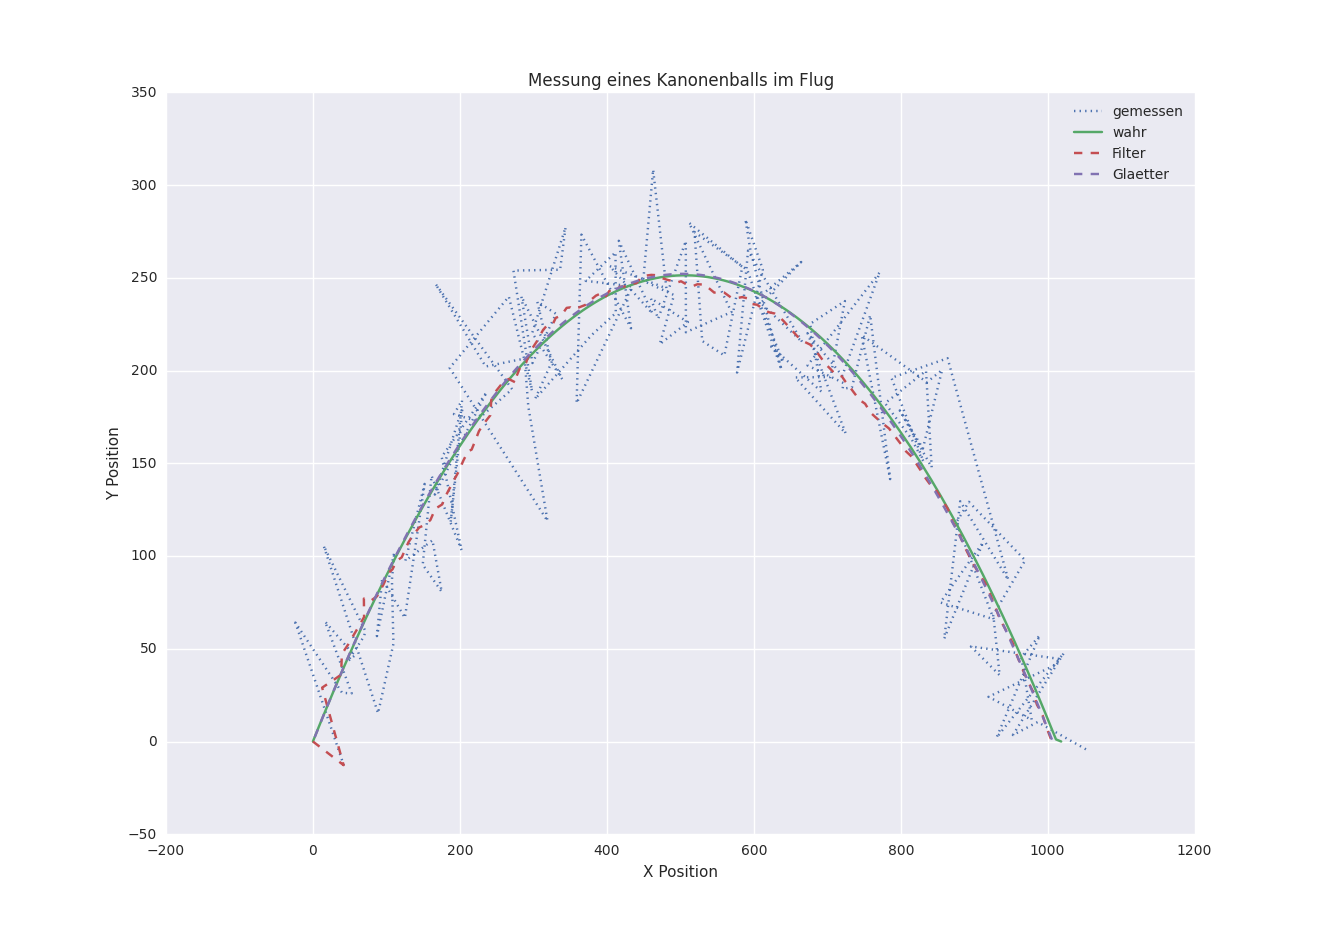 Messung eines Kanonenballs im Flug
350
300
250
200
150
100
50
0
−50
−200
0
200
400
600
800
1000
1200
X Position
Y Position
gemessen
wahr
Filter
Glaetter